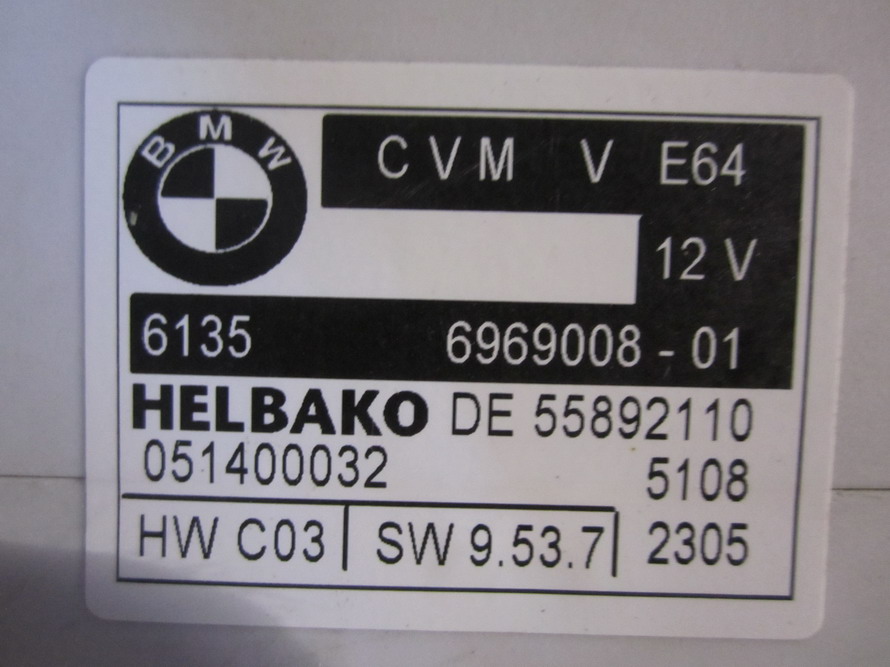 BMW
CVM V E64
12 V
6135 6969008 - 01
HELBAKO DE 55892110
051400032 5108
HW C03 SW 9.53.7 2305